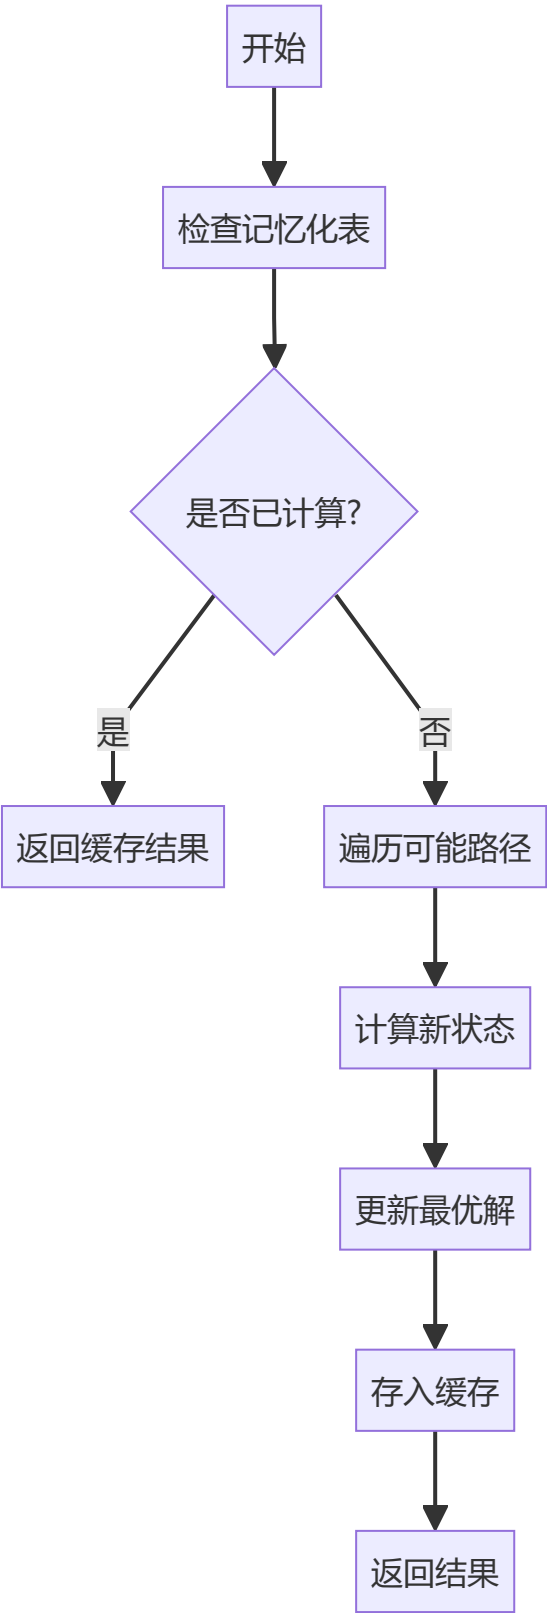 开始
检查记忆化表
是否已计算?
是
否
返回缓存结果
遍历可能路径
计算新状态
更新最优解
存入缓存
返回结果